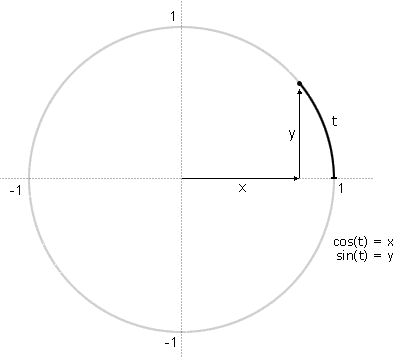 1
t
y
-1
x
1
cos(t) = x
sin(t) = y
-1